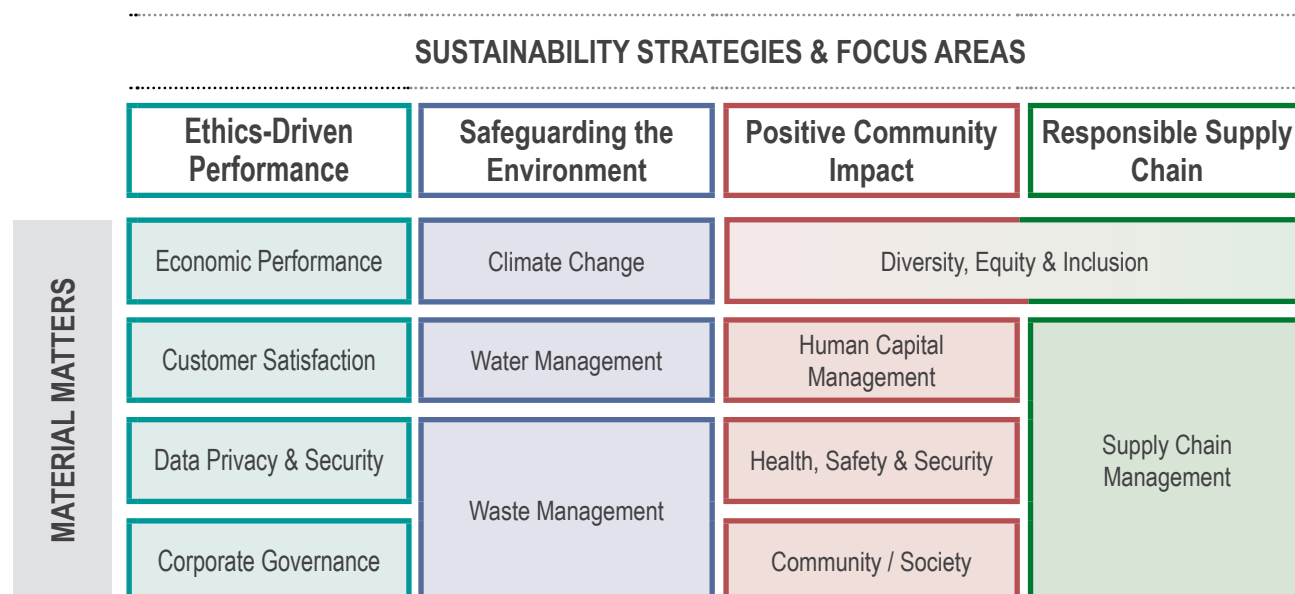 SUSTAINABILITY STRATEGIES & FOCUS AREAS
Ethics-Driven
Performance
Safeguarding the
Environment
Positive Community
Impact
Responsible Supply
Chain
MATERIAL MATTERS
Economic Performance
Climate Change
Diversity, Equity & Inclusion
Customer Satisfaction
Water Management
Human Capital
Management
Data Privacy & Security
Waste Management
Health, Safety & Security
Supply Chain
Management
Corporate Governance
Community / Society